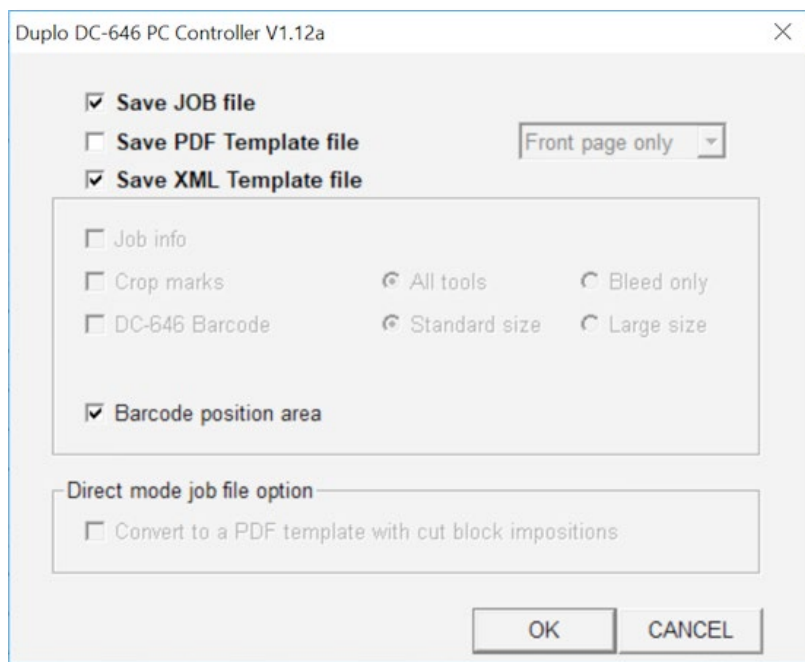 Duplo DC-646 PC Controller V1.12a
Save JOB file
Save PDF Template file Front page only
Save XML Template file
Job info
Crop marks All tools Bleed only
DC-646 Barcode Standard size Large size
Barcode position area
Direct mode job file option
Convert to a PDF template with cut block impositions
OK CANCEL